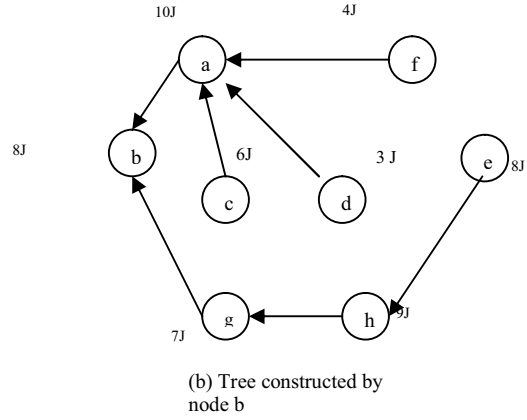 10J
4J
a
f
8J
b
6J
3 J
e
8J
c
d
g
h
9J
7J
(b) Tree constructed by
node b